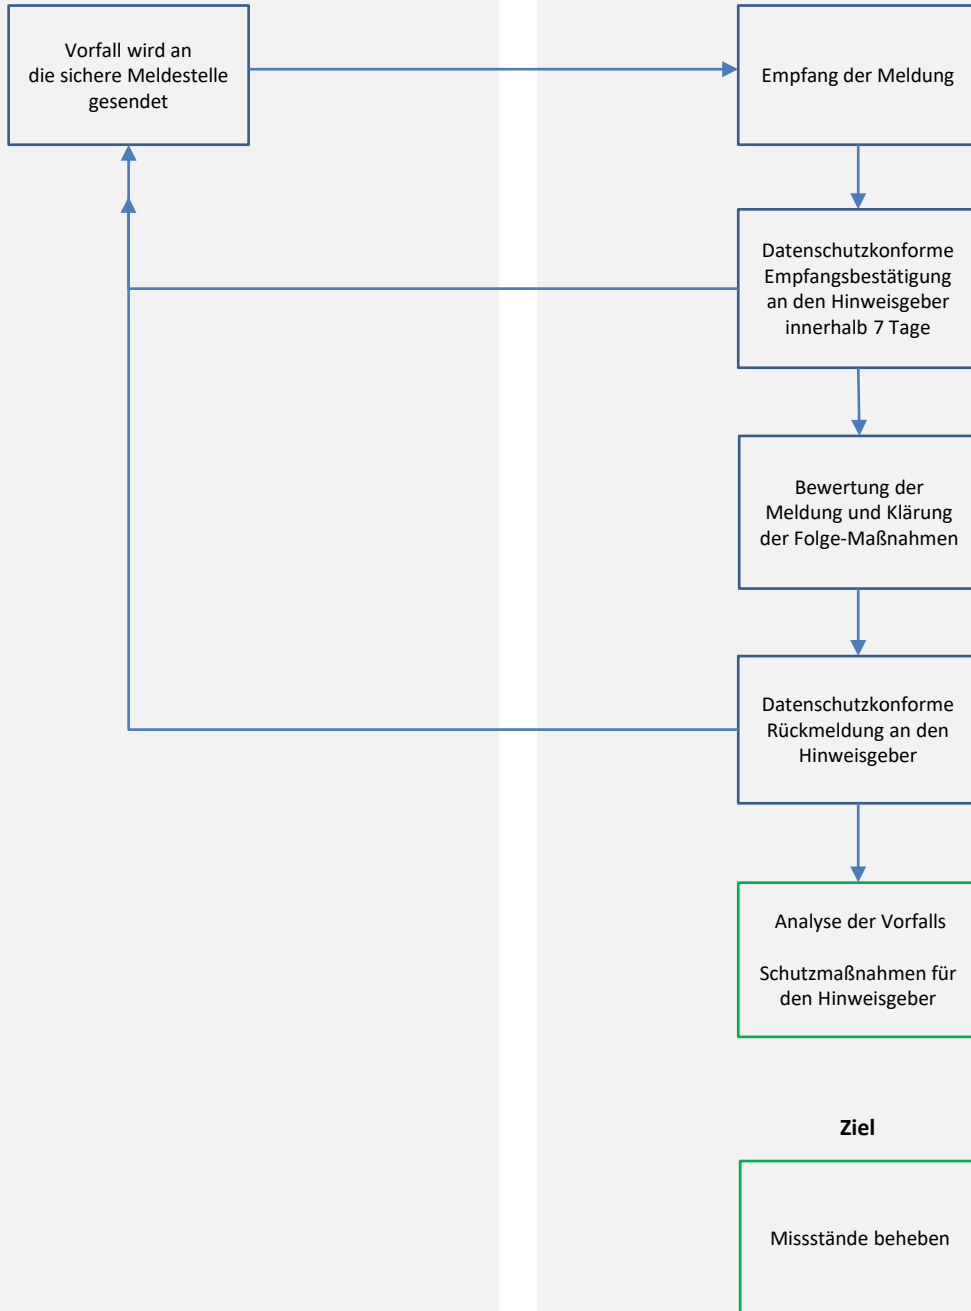 Vorfall wird an
die sichere Meldestelle
gesendet
Empfang der Meldung
Datenschutzkonforme
Empfangsbestätigung
an den Hinweisgeber
innerhalb 7 Tage
Bewertung der
Meldung und Klärung
der Folge-Maßnahmen
Datenschutzkonforme
Rückmeldung an den
Hinweisgeber
Analyse der Vorfalls
Schutzmaßnahmen für
den Hinweisgeber
Ziel
Missstände beheben